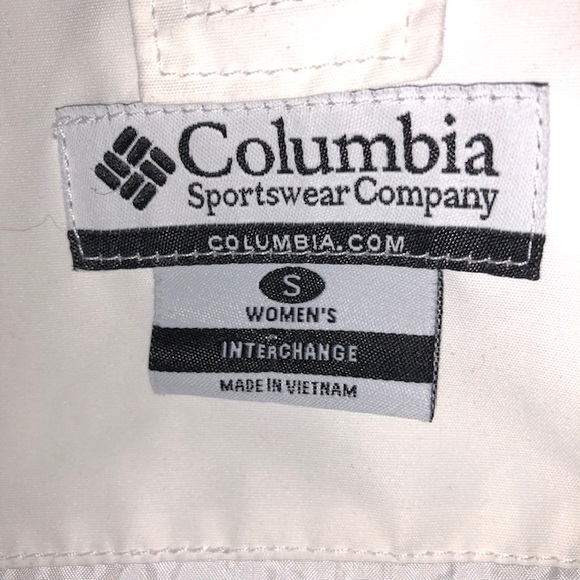 Columbia
Sportswear Company
COLUMBIA.COM
S
WOMEN'S
INTERCHANGE
MADE IN VIETNAM